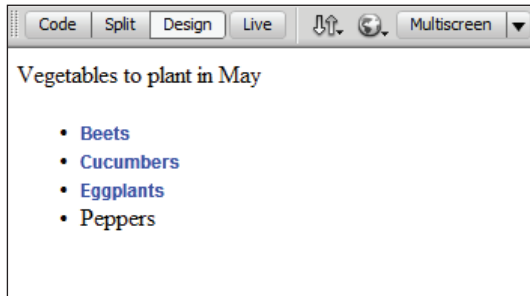 Code Split Design Live Multiscreen
Vegetables to plant in May
• Beets
• Cucumbers
• Eggplants
• Peppers